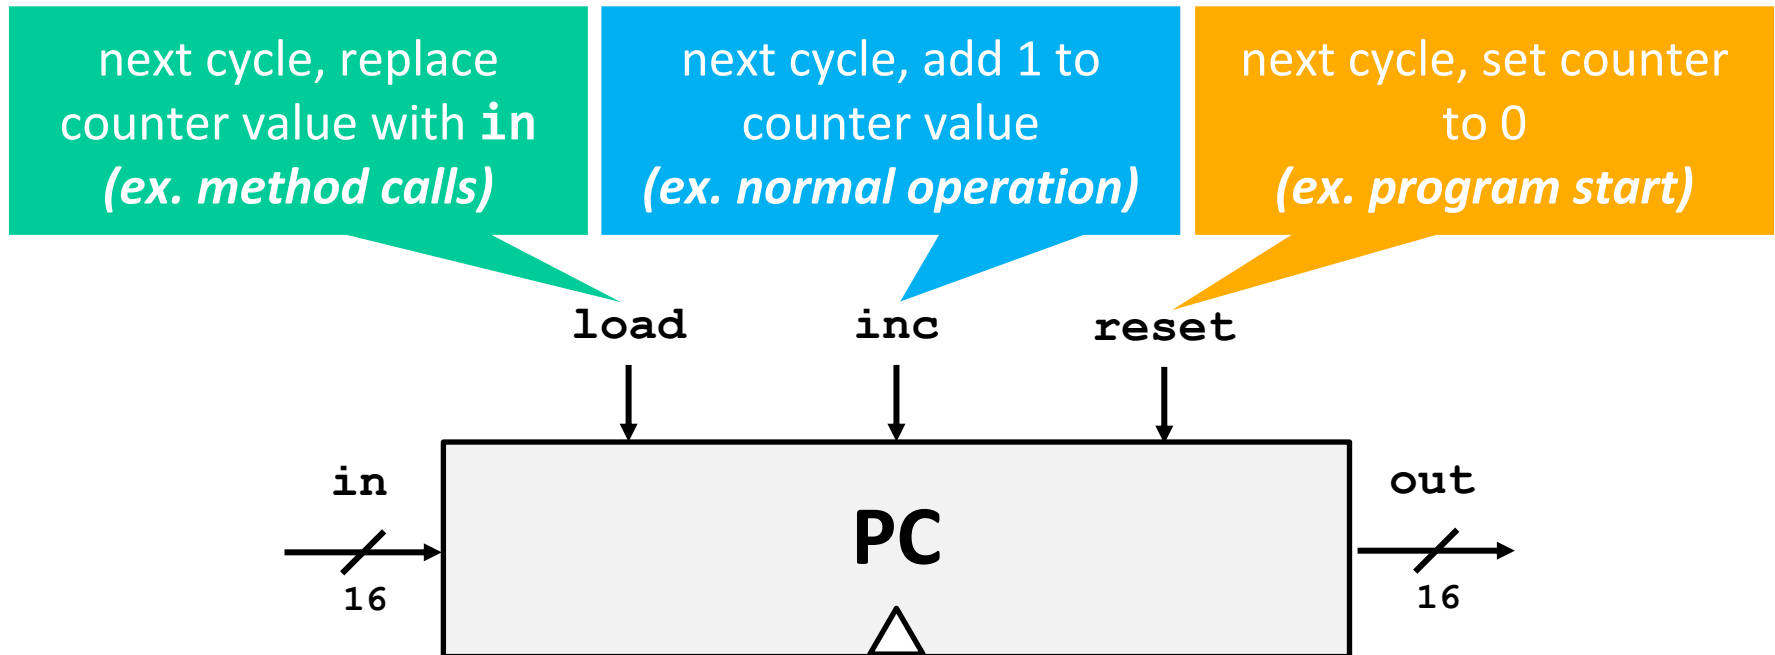 next cycle, replace
counter value with in
(ex. method calls)
next cycle, add 1 to
counter value
(ex. normal operation)
next cycle, set counter
to 0
(ex. program start)
load
inc
reset
in
16
PC
out
16